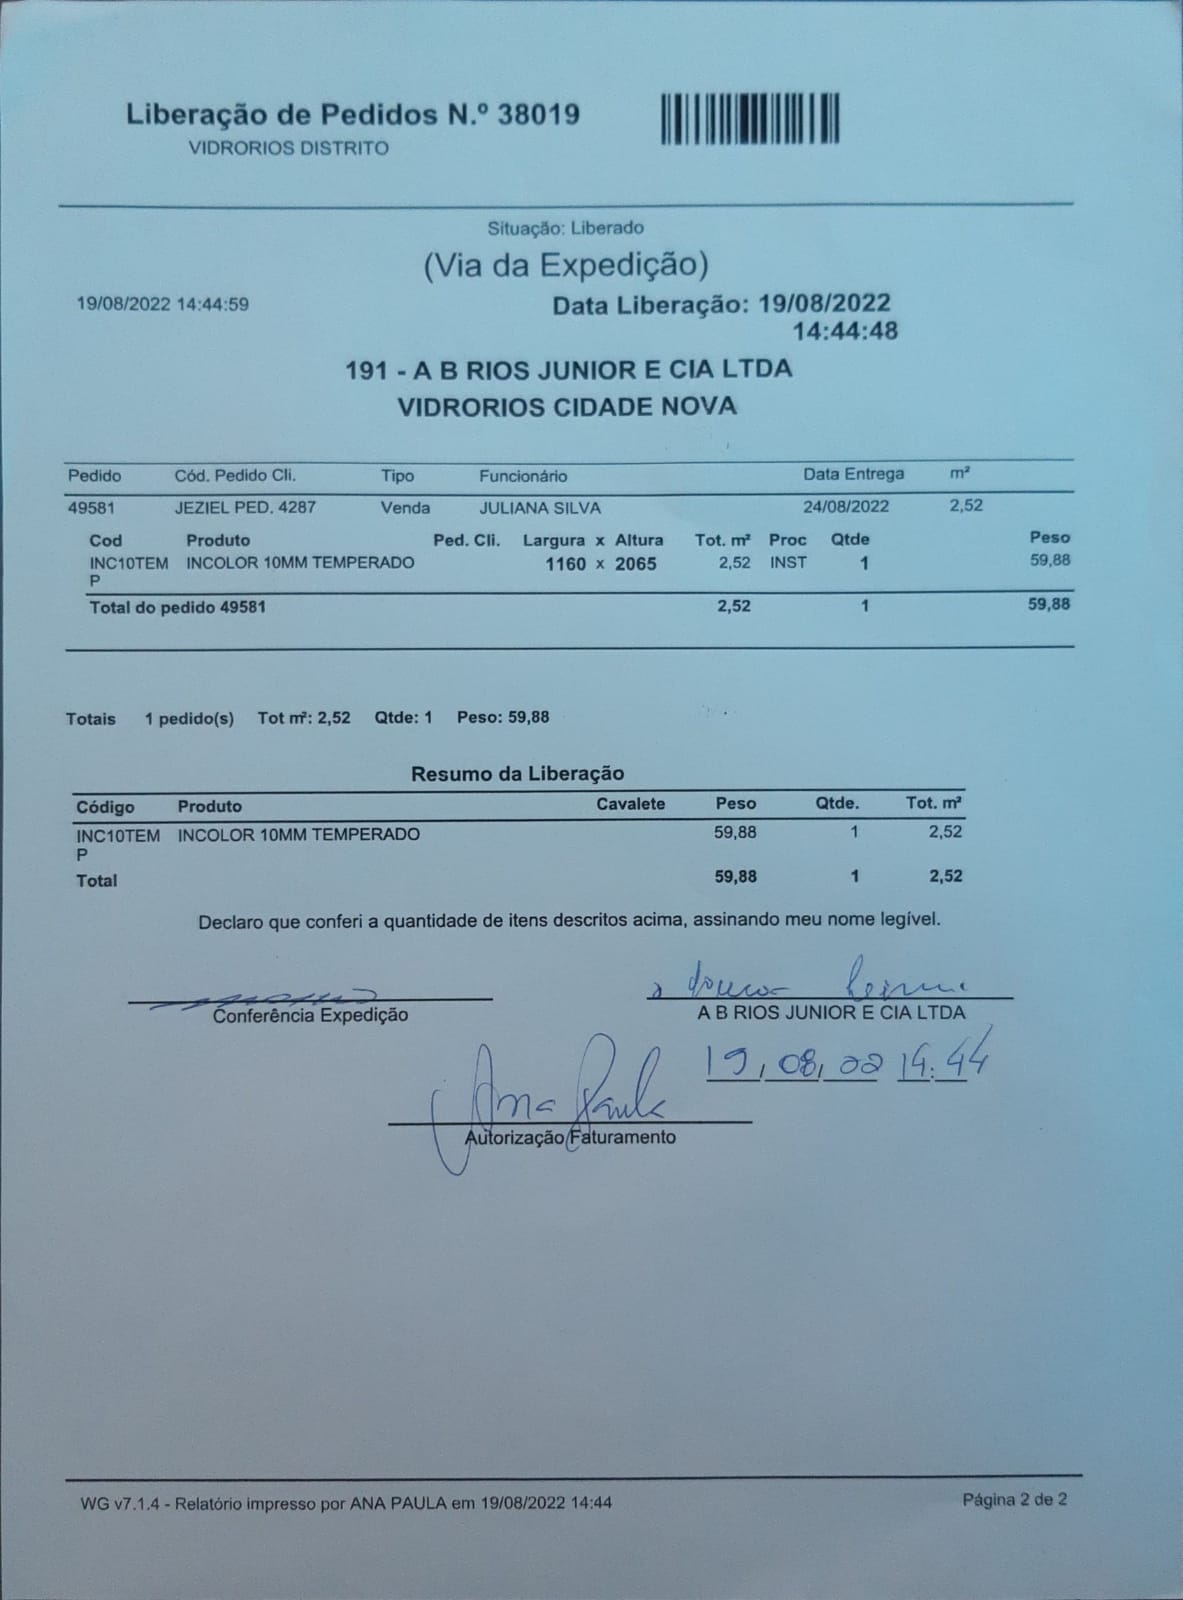 Liberação de Pedidos N.º 38019
VIDRORIOS DISTRITO
Situação: Liberado
(Via da Expedição)
19/08/2022 14:44:59 Data Liberação: 19/08/2022
14:44:48
191 - A B RIOS JUNIOR E CIA LTDA
VIDRORIOS CIDADE NOVA
Pedido Cód. Pedido Cli. Tipo Funcionário Data Entrega m²
49581 JEZIEL PED. 4287 Venda JULIANA SILVA 24/08/2022 2,52
Cod Produto Ped. Cli. Largura x Altura Tot. m² Proc Qtde Peso
INC10TEM INCOLOR 10MM TEMPERADO 1160 x 2065 2,52 INST 1 59,88
P
Total do pedido 49581 2,52 1 59,88
Totais 1 pedido(s) Tot m²: 2,52 Qtde: 1 Peso: 59,88
Resumo da Liberação
Código Produto Cavalete Peso Qtde. Tot. m²
INC10TEM INCOLOR 10MM TEMPERADO 59,88 1 2,52
P
Total 59,88 1 2,52
Declaro que conferi a quantidade de itens descritos acima, assinando meu nome legível.
Conferência Expedição A B RIOS JUNIOR E CIA LTDA
19/08/22 14:44
Ana Paula
Autorização Faturamento
WG v7.1.4 - Relatório impresso por ANA PAULA em 19/08/2022 14:44 Página 2 de 2